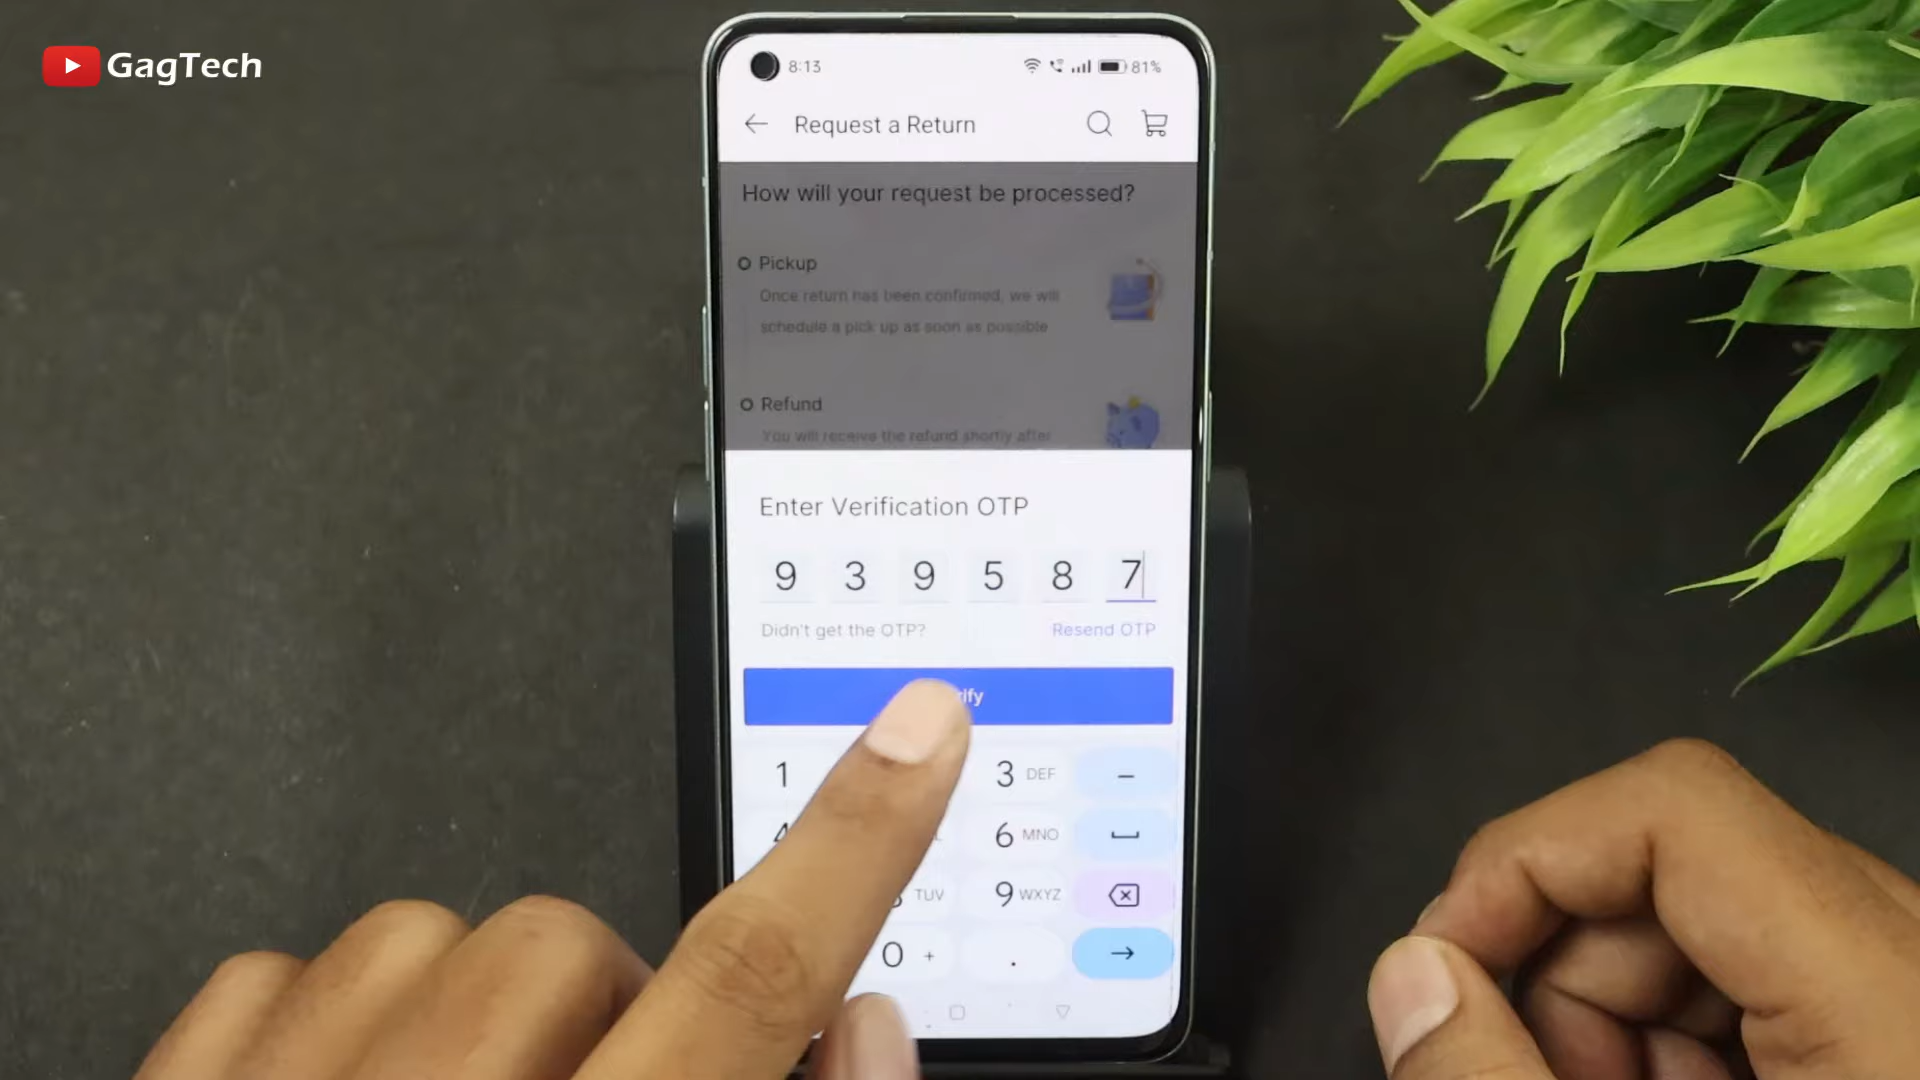 GagTech
8:13
81%
Request a Return
How will your request be processed?
Pickup
Once return has been confirmed, we will
schedule a pick up as soon as possible
Refund
You will receive the refund shortly after
Enter Verification OTP
9 3 9 5 8 7
Didn't get the OTP?
Resend OTP
1
3 DEF
–
4
6 MNO
TUV
9 WXYZ
0 +
.